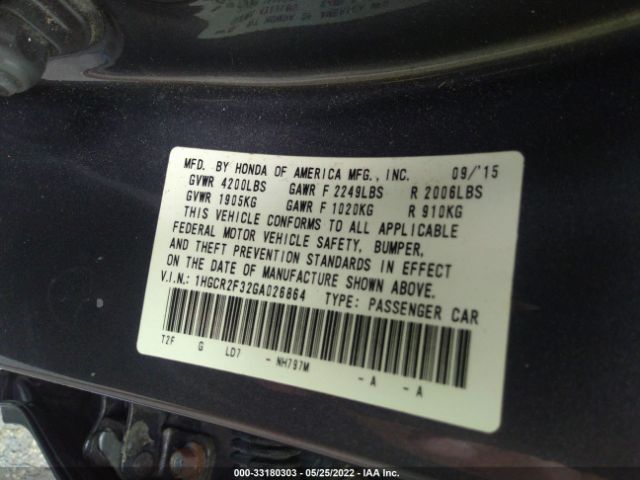 MFD. BY HONDA OF AMERICA MFG., INC. 09/'15
GVWR 4200LBS GAWR F 2249LBS R 2006LBS
GVWR 1905KG GAWR F 1020KG R 910KG
THIS VEHICLE CONFORMS TO ALL APPLICABLE
FEDERAL MOTOR VEHICLE SAFETY, BUMPER,
AND THEFT PREVENTION STANDARDS IN EFFECT
ON THE DATE OF MANUFACTURE SHOWN ABOVE.
V.I.N.: 1HGCR2F32GA026864 TYPE: PASSENGER CAR
T2F G LD7 - NH797M - A - A
000-33180303 - 05/25/2022 - IAA Inc.